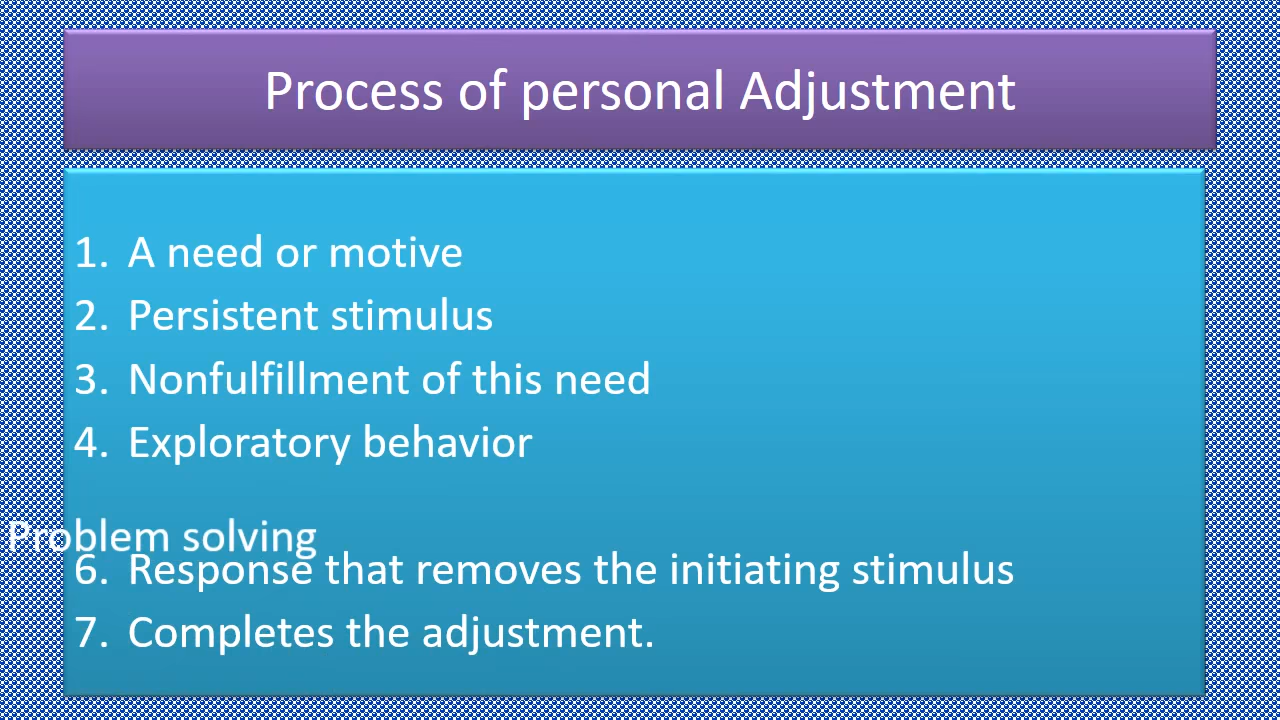 Process of personal Adjustment
1. A need or motive
2. Persistent stimulus
3. Nonfulfillment of this need
4. Exploratory behavior
Problem solving
6. Response that removes the initiating stimulus
7. Completes the adjustment.